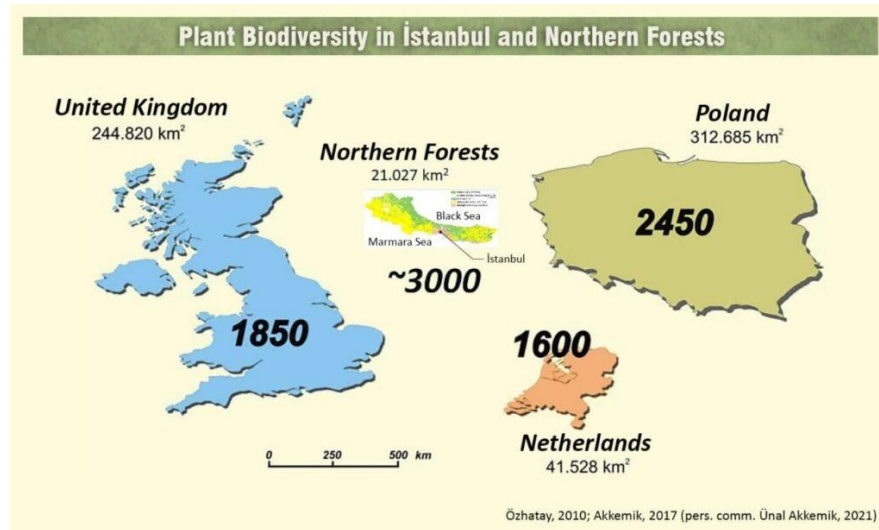 Plant Biodiversity in İstanbul and Northern Forests
United Kingdom
244.820 km²
Northern Forests
21.027 km²
Black Sea
Marmara Sea
İstanbul
~3000
Poland
312.685 km²
2450
1850
1600
Netherlands
41.528 km²
0 250 500 km
Özhatay, 2010; Akkemik, 2017 (pers. comm. Ünal Akkemik, 2021)